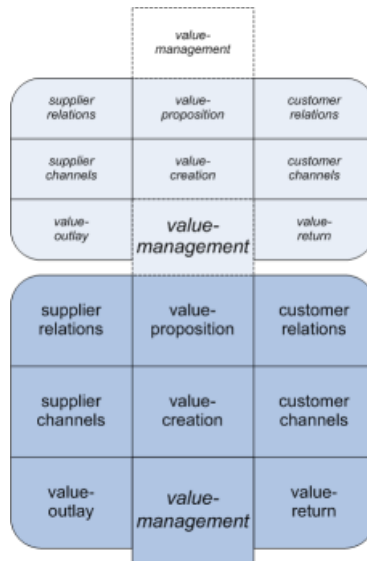 value-
management
supplier
relations
value-
proposition
customer
relations
supplier
channels
value-
creation
customer
channels
value-
outlay
value-
management
value-
return
supplier
relations
value-
proposition
customer
relations
supplier
channels
value-
creation
customer
channels
value-
outlay
value-
management
value-
return